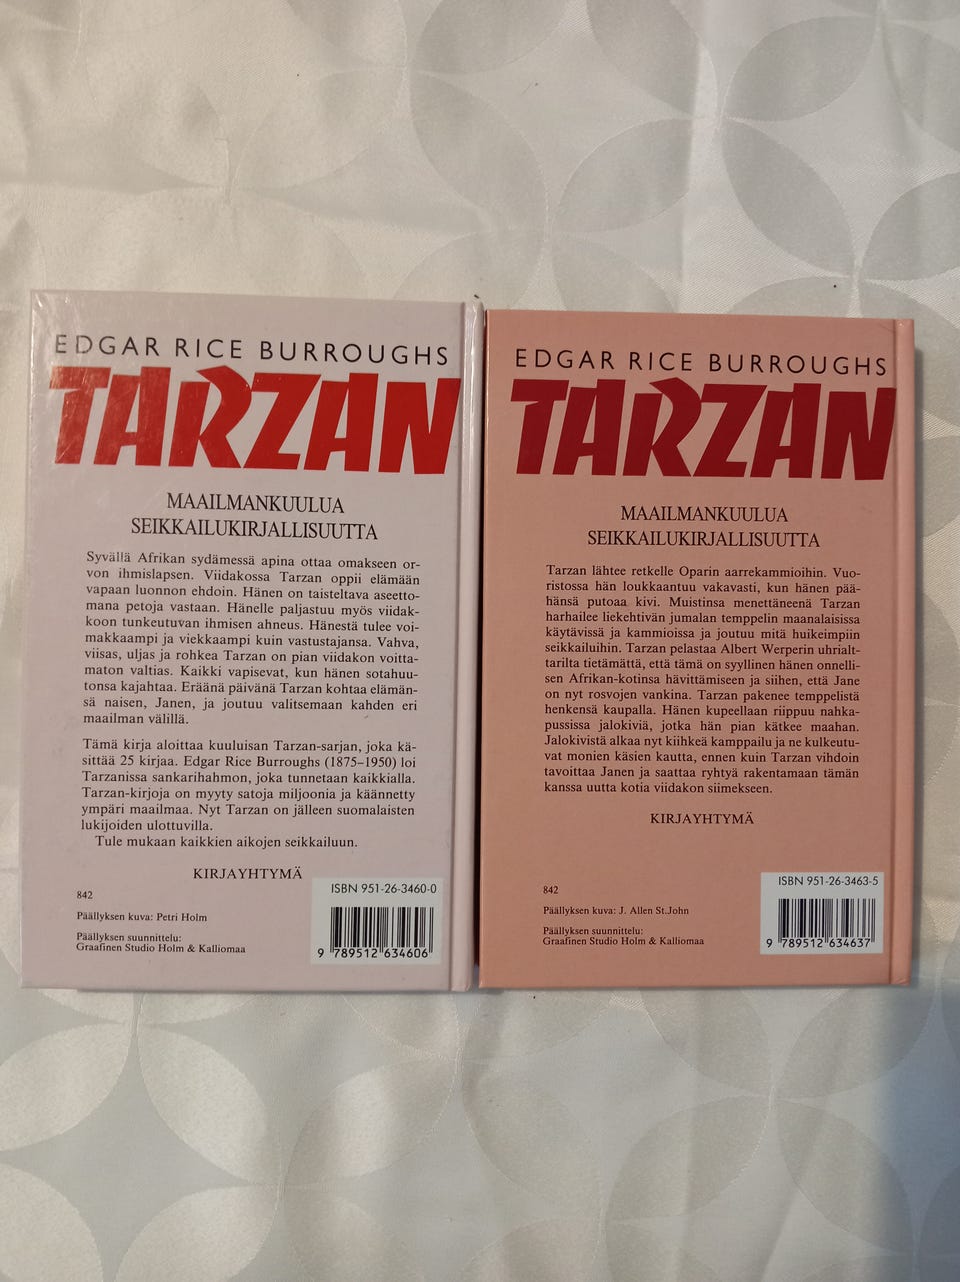 EDGAR RICE BURROUGHS
TARZAN
MAAILMANKUULUA
SEIKKAILUKIRJALLISUUTTA
Syvällä Afrikan sydämessä apina ottaa omakseen or-
von ihmislapsen. Viidakossa Tarzan oppii elämään
vapaan luonnon ehdoin. Hänen on taisteltava aseetto-
mana petoja vastaan. Hänelle paljastuu myös viidak-
koon tunkeutuvan ihmisen ahneus. Hänestä tulee voi-
makkaampi ja viekkaampi kuin vastustajansa. Vahva,
viisas, uljas ja rohkea Tarzan on pian viidakon voitta-
maton valtias. Kaikki vapisevat, kun hänen sotahuu-
tonsa kajahtaa. Eräänä päivänä Tarzan kohtaa elämän-
sä naisen, Janen, ja joutuu valitsemaan kahden eri
maailman välillä.
Tämä kirja aloittaa kuuluisan Tarzan-sarjan, joka kä-
sittää 25 kirjaa. Edgar Rice Burroughs (1875–1950) loi
Tarzanissa sankarihahmon, joka tunnetaan kaikkialla.
Tarzan-kirjoja on myyty satoja miljoonia ja käännetty
ympäri maailmaa. Nyt Tarzan on jälleen suomalaisten
lukijoiden ulottuvilla.
Tule mukaan kaikkien aikojen seikkailuun.
KIRJAYHTYMÄ
842
Päällyksen kuva: Petri Holm
Päällyksen suunnittelu:
Graafinen Studio Holm & Kalliomaa
ISBN 951-26-3460-0
9 789512 634606
EDGAR RICE BURROUGHS
TARZAN
MAAILMANKUULUA
SEIKKAILUKIRJALLISUUTTA
Tarzan lähtee retkelle Oparin aarrekammioihin. Vuo-
ristossa hän loukkaantuu vakavasti, kun hänen pää-
hänsä putoaa kivi. Muistinsa menettäneenä Tarzan
harhailee liekehtivän jumalan temppelin maanalaisissa
käytävissä ja kammioissa ja joutuu mitä huikeimpiin
seikkailuihin. Tarzan pelastaa Albert Werperin uhrialt-
tarilta tietämättä, että tämä on syyllinen hänen onnelli-
sen Afrikan-kotinsa hävittämiseen ja siihen, että Jane
on nyt rosvojen vankina. Tarzan pakenee temppelistä
henkensä kaupalla. Hänen kupeellaan riippuu nahka-
pussissa jalokiviä, jotka hän pian kätkee maahan.
Jalokivistä alkaa nyt kiihkeä kamppailu ja ne kulkeutu-
vat monien käsien kautta, ennen kuin Tarzan vihdoin
tavoittaa Janen ja saattaa ryhtyä rakentamaan tämän
kanssa uutta kotia viidakon siimekseen.
KIRJAYHTYMÄ
842
Päällyksen kuva: J. Allen St.John
Päällyksen suunnittelu:
Graafinen Studio Holm & Kalliomaa
ISBN 951-26-3463-5
9 789512 634637